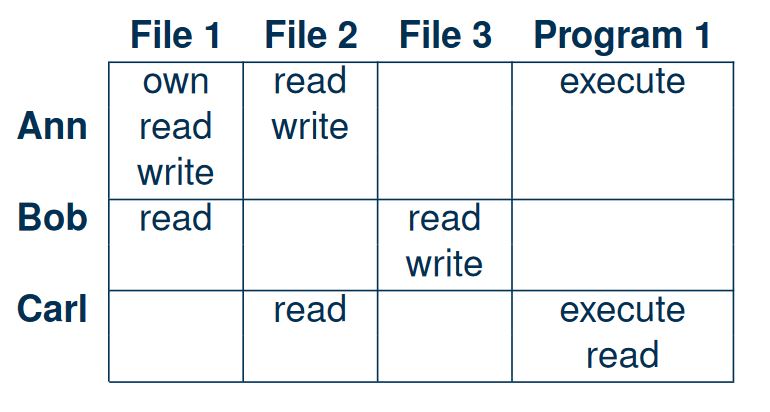 File 1 File 2 File 3 Program 1
own read execute
Ann read write
write
Bob read read
write
Carl read execute
read